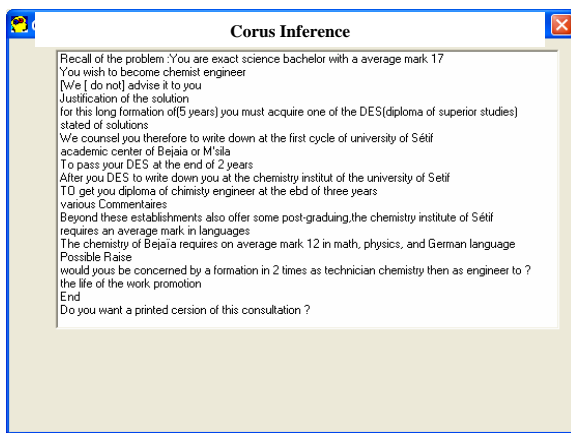 Corus Inference
Recall of the problem :You are exact science bachelor with a average mark 17
You wish to become chemist engineer
[We [ do not] advise it to you
Justification of the solution
for this long formation of(5 years) you must acquire one of the DES(diploma of superior studies)
stated of solutions
We counsel you therefore to write down at the first cycle of university of Sétif
academic center of Bejaia or M'sila
To pass your DES at the end of 2 years
After you DES to write down you at the chemistry institut of the university of Setif
TO get you diploma of chimisty engineer at the ebd of three years
various Commentaires
Beyond these establishments also offer some post-graduing,the chemistry institute of Sétif
requires an average mark in languages
The chemistry of Bejaïa requires on average mark 12 in math, physics, and German language
Possible Raise
would yous be concerned by a formation in 2 times as technician chemistry then as engineer to ?
the life of the work promotion
End
Do you want a printed cersion of this consultation ?